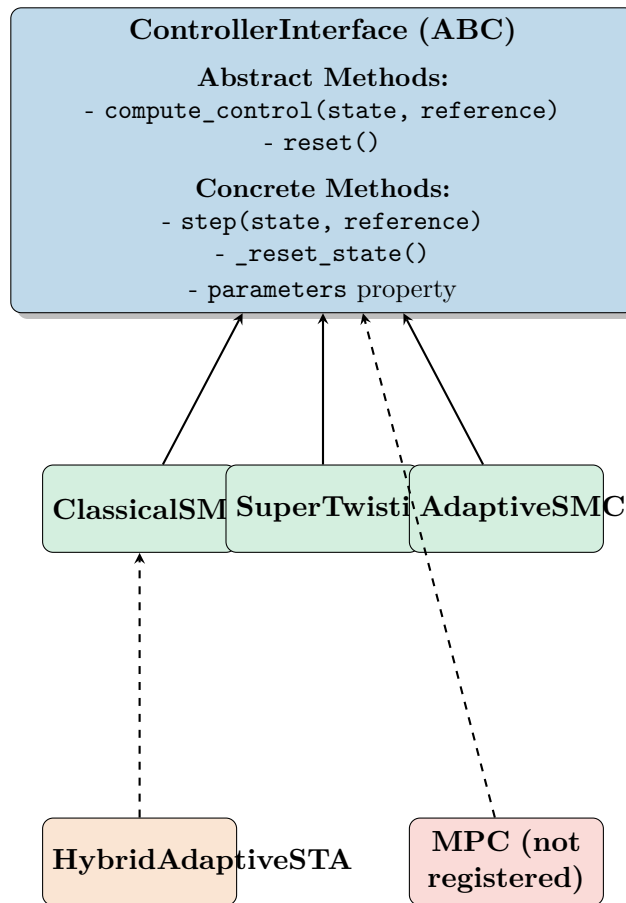 ControllerInterface (ABC)
Abstract Methods:
- compute_control(state, reference)
- reset()
Concrete Methods:
- step(state, reference)
- _reset_state()
- parameters property
ClassicalSM
SuperTwisti
AdaptiveSMC
HybridAdaptiveSTA
MPC (not
registered)